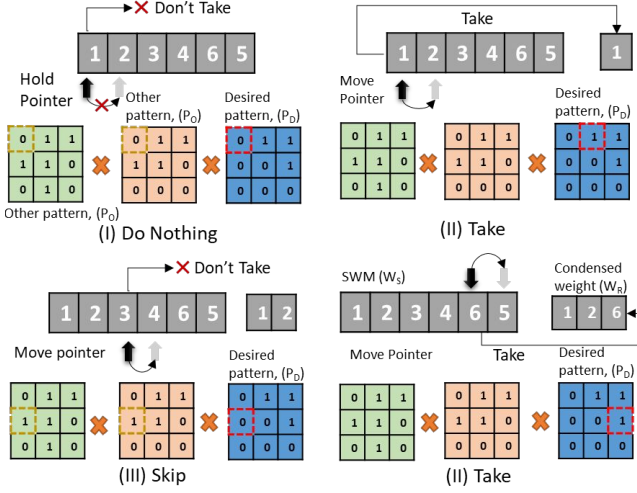 Don't Take
1 2 3 4 6 5
Hold
Pointer
Other
pattern, (P_O)
Desired
pattern, (P_D)
0 1 1 0 1 1 0 1 1
1 1 0 1 1 0 0 0 1
0 0 0 0 0 0 0 0 0
Other pattern, (P_O)
(I) Do Nothing
Take
1 2 3 4 6 5 1
Move
Pointer
Desired
pattern, (P_D)
0 1 1 0 1 1 0 1 1
1 1 0 1 1 0 0 0 1
0 0 0 0 0 0 0 0 0
(II) Take
Don't Take
1 2 3 4 6 5 1 2
Move pointer
Desired
pattern, (P_D)
0 1 1 0 1 1 0 1 1
1 1 0 1 1 0 0 0 1
0 0 0 0 0 0 0 0 0
(III) Skip
SWM (W_S)
Condensed
weight (W_R)
1 2 3 4 6 5 1 2 6
Move Pointer
Take
Desired
pattern, (P_D)
0 1 1 0 1 1 0 1 1
1 1 0 1 1 0 0 0 1
0 0 0 0 0 0 0 0 0
(II) Take